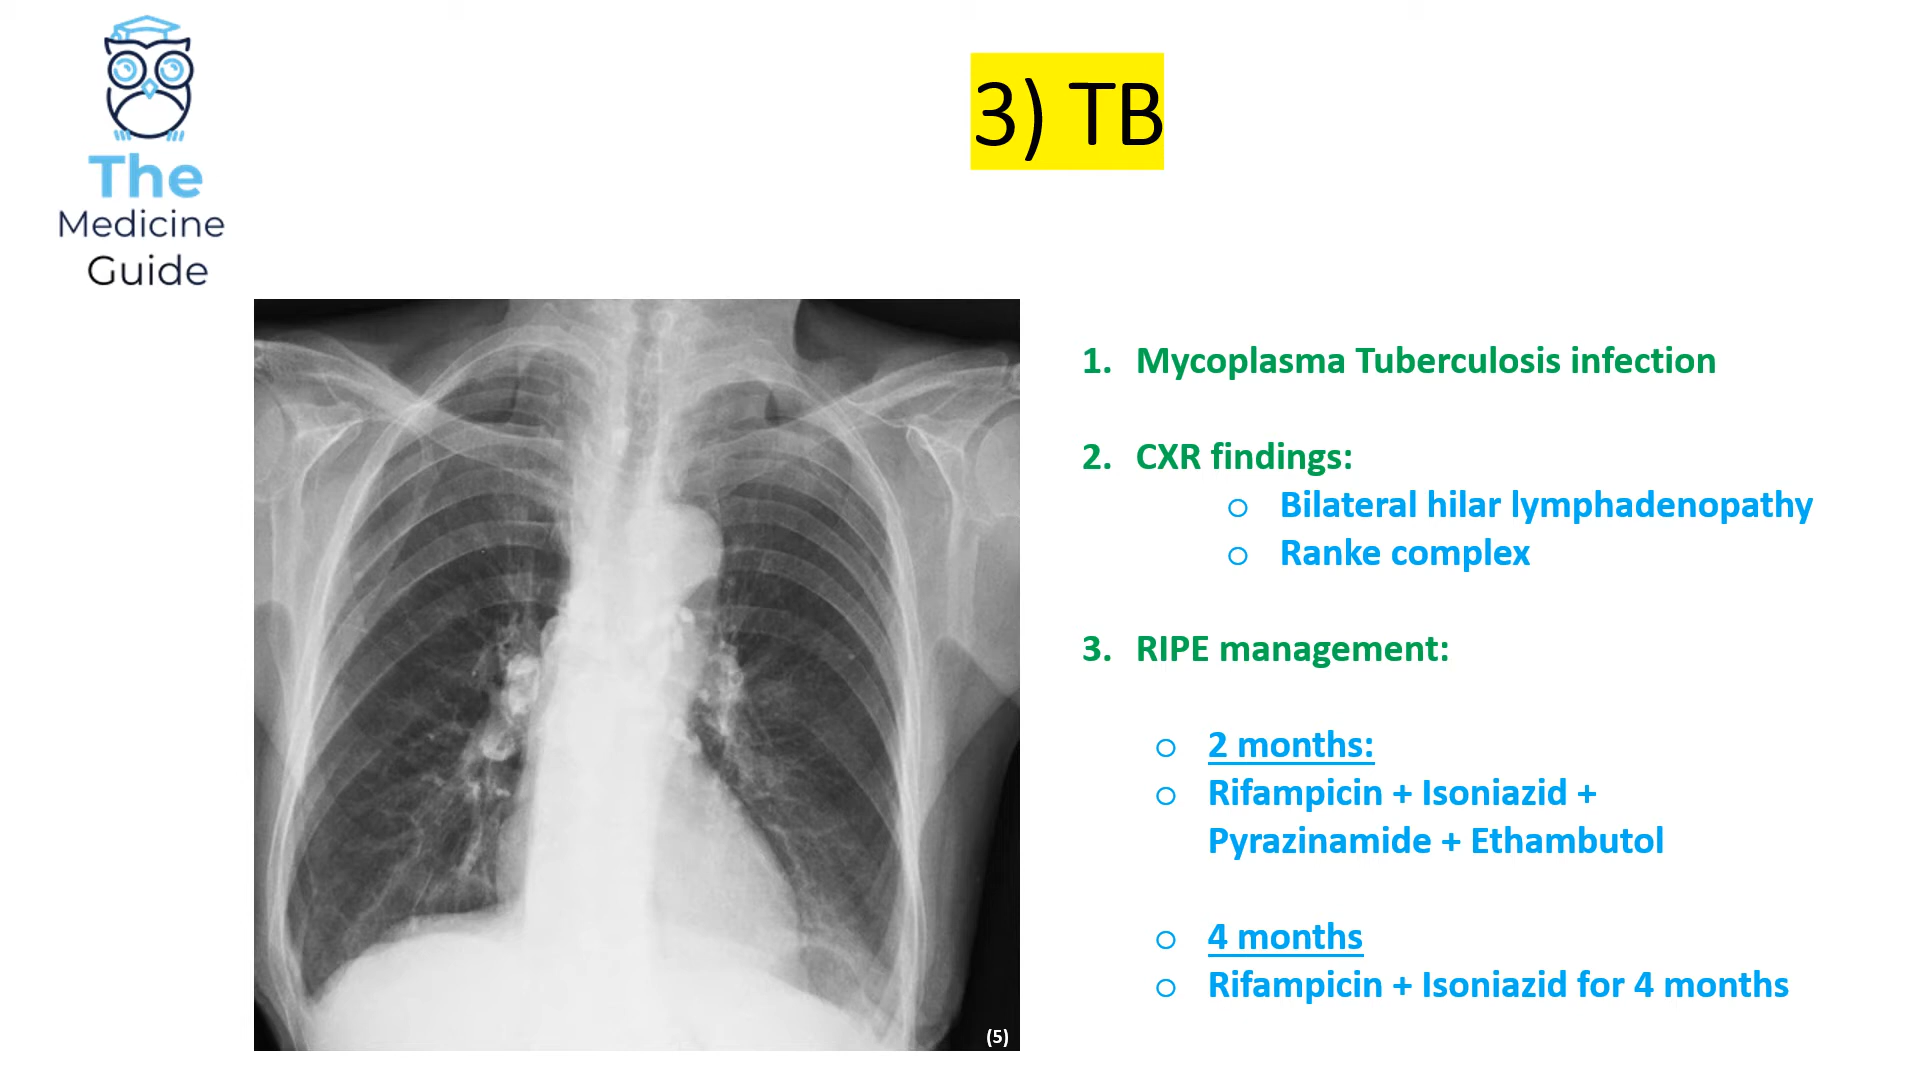 The
Medicine
Guide
3) TB
1. Mycoplasma Tuberculosis infection
2. CXR findings:
o Bilateral hilar lymphadenopathy
o Ranke complex
3. RIPE management:
o 2 months:
o Rifampicin + Isoniazid +
Pyrazinamide + Ethambutol
o 4 months
o Rifampicin + Isoniazid for 4 months
(5)